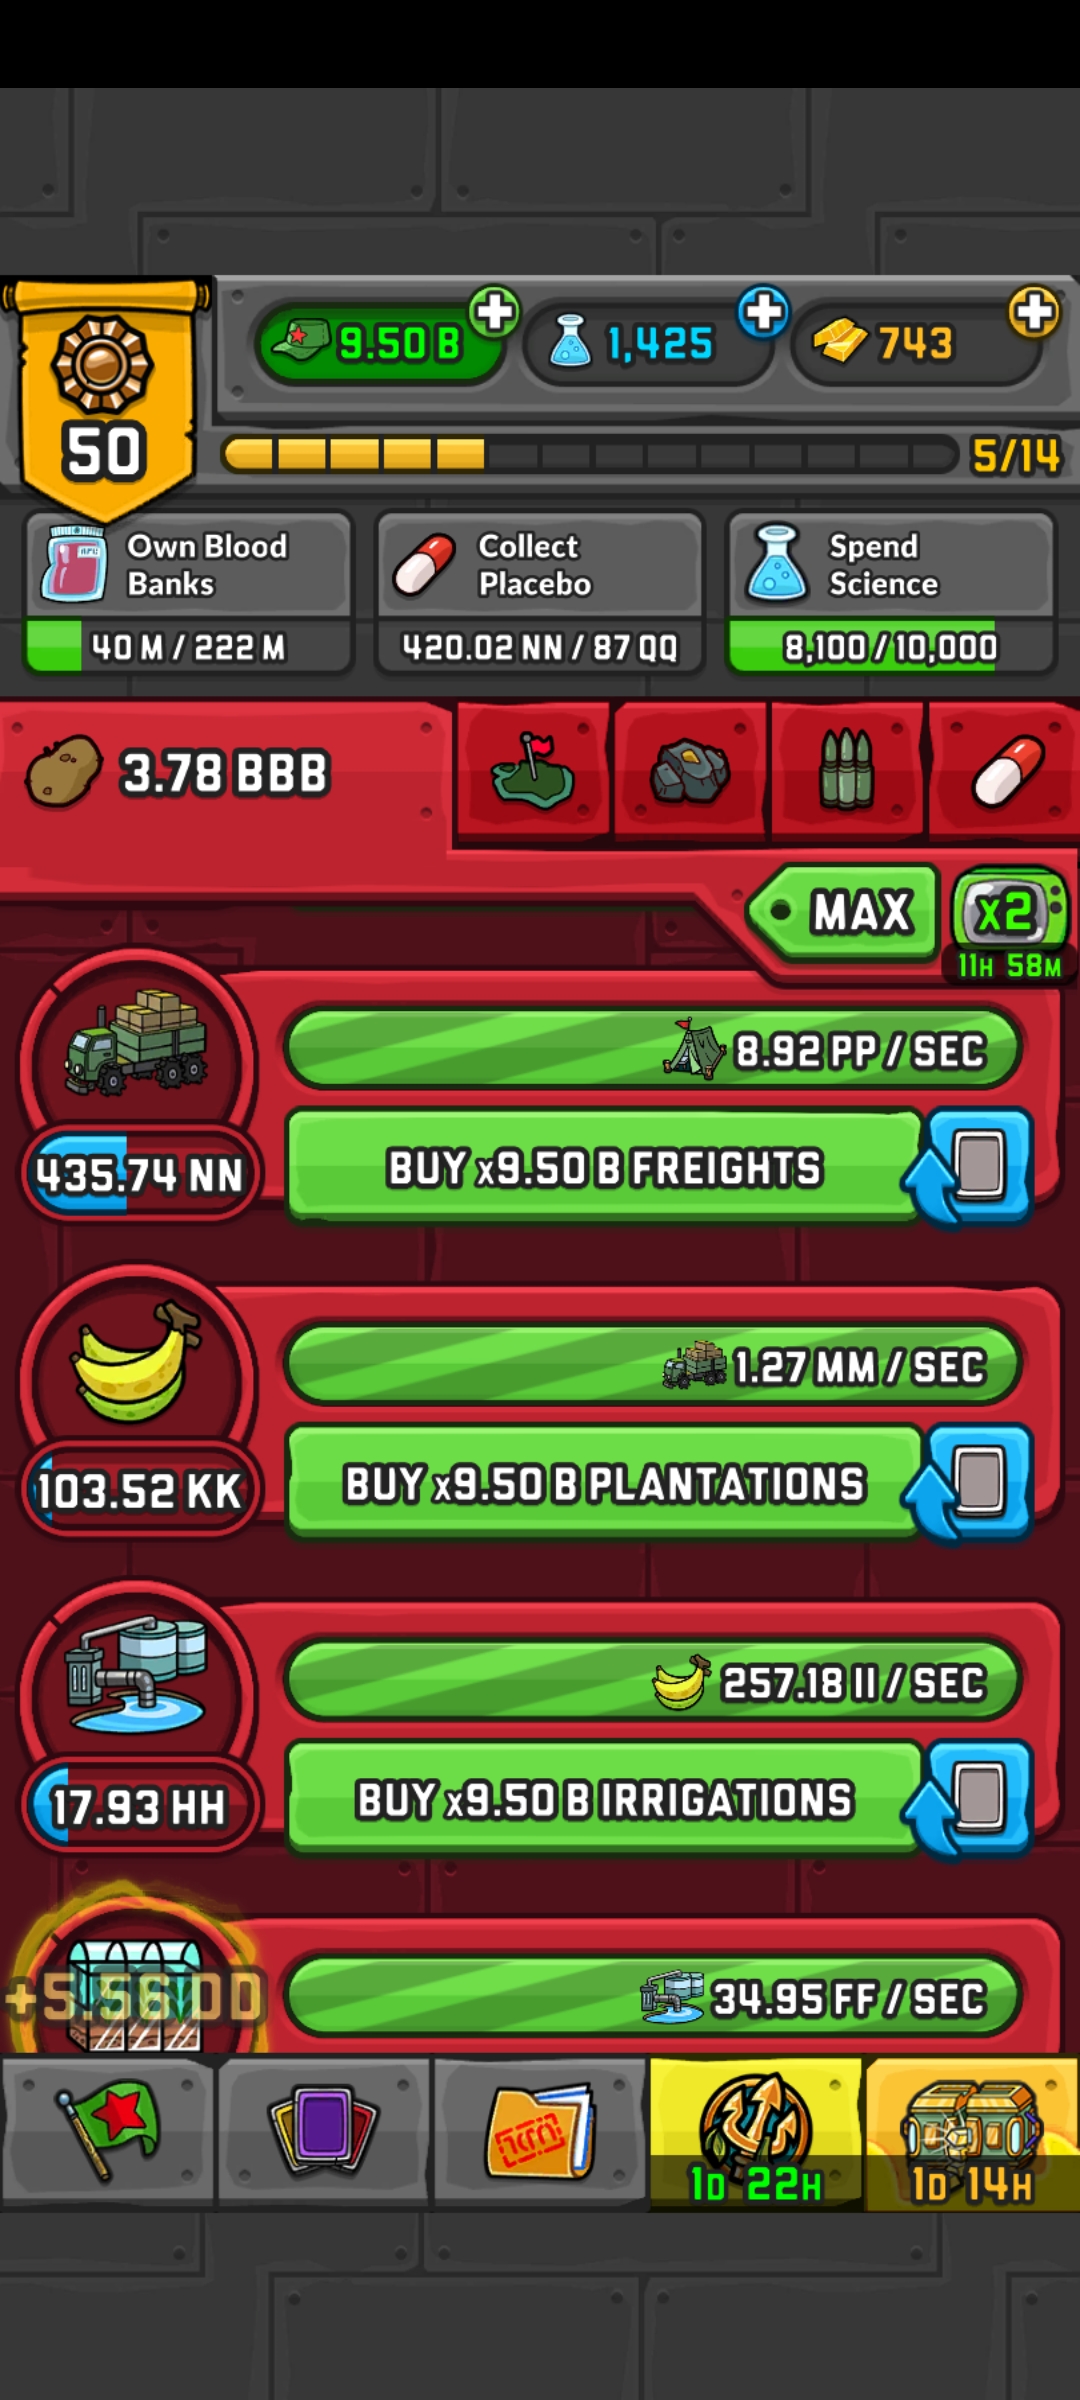 9.50 B
1,425
743
50
5/14
Own Blood
Banks
40 M / 222 M
Collect
Placebo
420.02 NN / 87 QQ
Spend
Science
8,100 / 10,000
3.78 BBB
MAX
x2
11H 58M
8.92 PP / SEC
435.74 NN
BUY x9.50 B FREIGHTS
1.27 MM / SEC
103.52 KK
BUY x9.50 B PLANTATIONS
257.18 II / SEC
17.93 HH
BUY x9.50 B IRRIGATIONS
+5.56 DD
34.95 FF / SEC
1D 22H
1D 14H